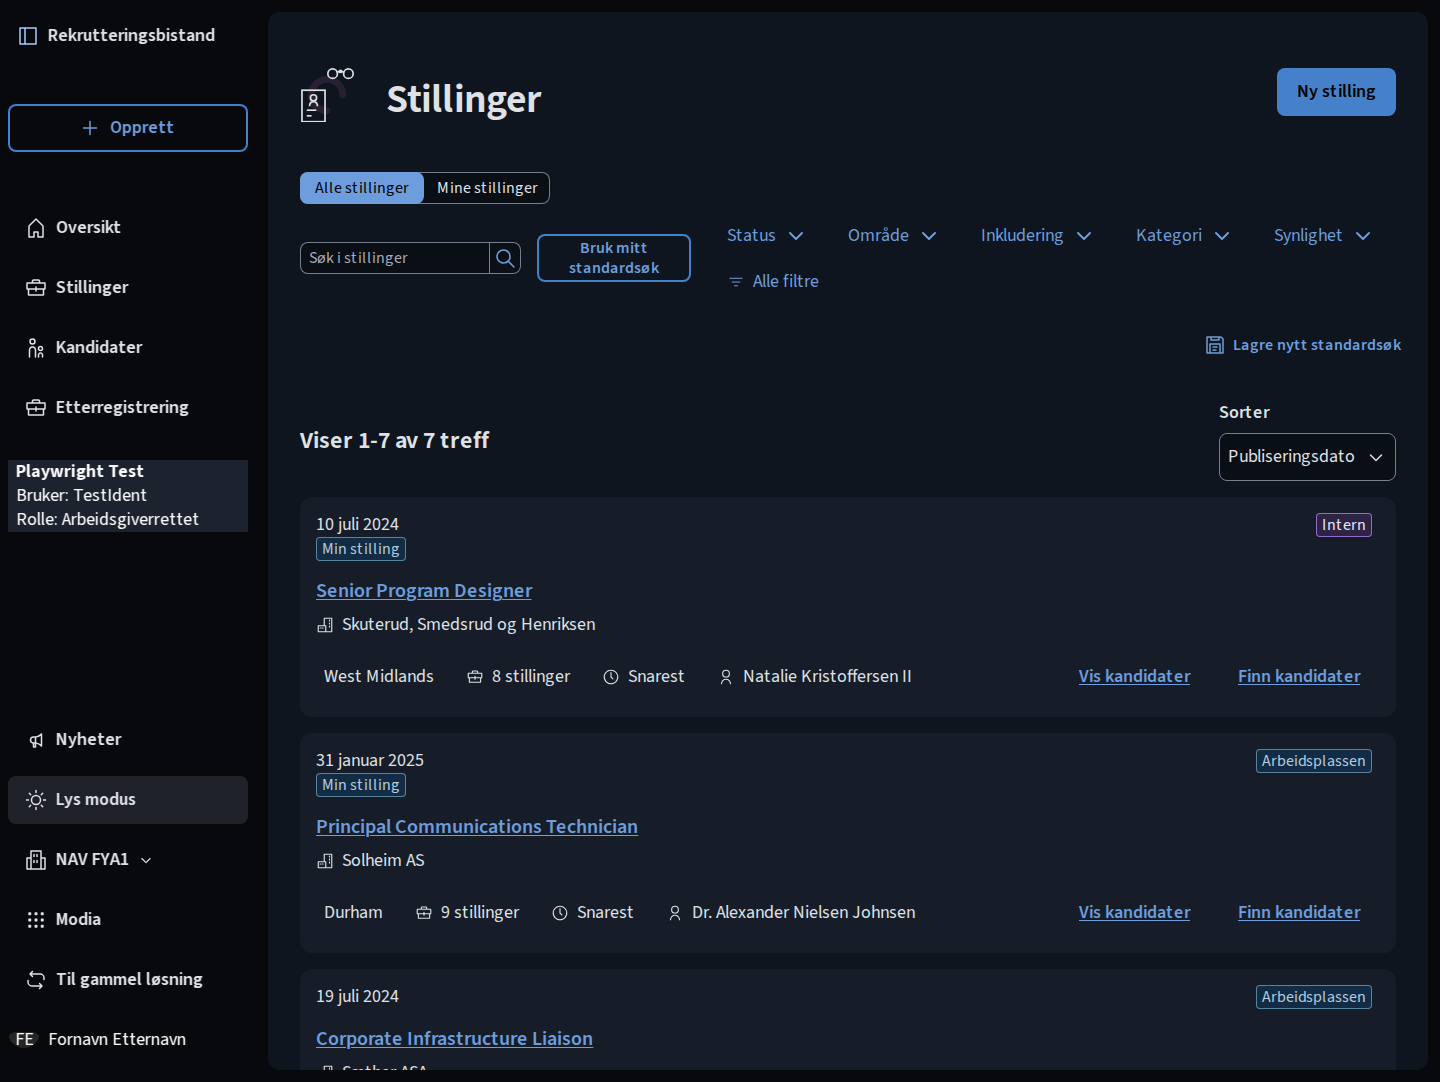 Rekrutteringsbistand
Opprett
Oversikt
Stillinger
Kandidater
Etterregistrering
Playwright Test
Bruker: TestIdent
Rolle: Arbeidsgiverrettet
Nyheter
Lys modus
NAV FYA1
Modia
Til gammel løsning
FE Fornavn Etternavn
Stillinger
Ny stilling
Alle stillinger Mine stillinger
Søk i stillinger
Bruk mitt
standardsøk
Status Område Inkludering Kategori Synlighet
Alle filtre
Lagre nytt standardsøk
Viser 1-7 av 7 treff
Sorter
Publiseringsdato
10 juli 2024
Intern
Min stilling
Senior Program Designer
Skuterud, Smedsrud og Henriksen
West Midlands 8 stillinger Snarest Natalie Kristoffersen II Vis kandidater Finn kandidater
31 januar 2025
Arbeidsplassen
Min stilling
Principal Communications Technician
Solheim AS
Durham 9 stillinger Snarest Dr. Alexander Nielsen Johnsen Vis kandidater Finn kandidater
19 juli 2024
Arbeidsplassen
Corporate Infrastructure Liaison